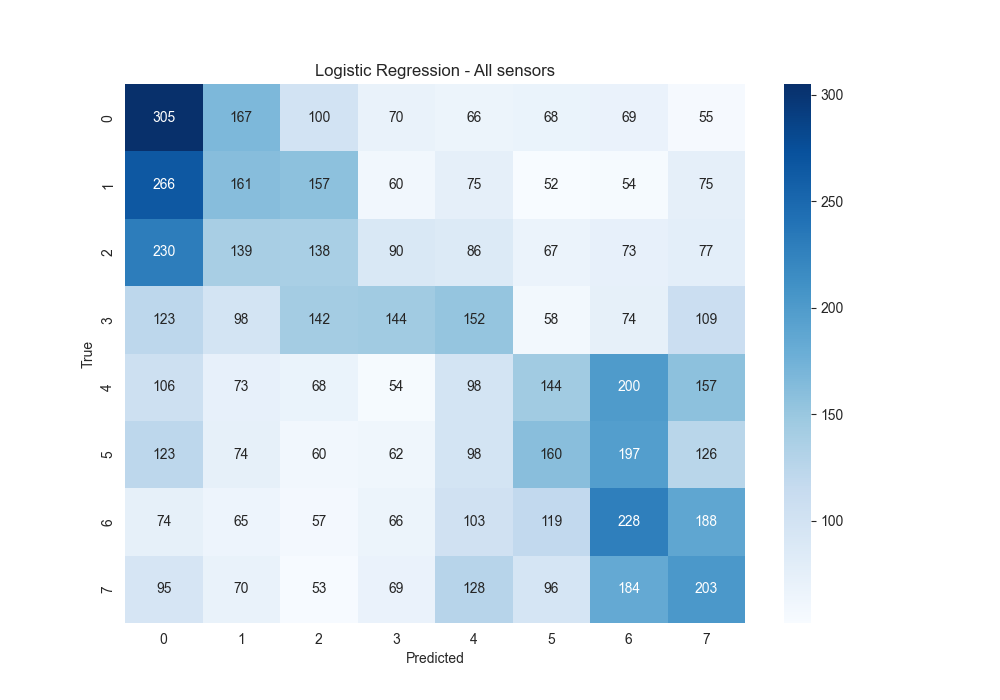 Logistic Regression - All sensors
0 305 167 100 70 66 68 69 55
1 266 161 157 60 75 52 54 75
2 230 139 138 90 86 67 73 77
3 123 98 142 144 152 58 74 109
4 106 73 68 54 98 144 200 157
5 123 74 60 62 98 160 197 126
6 74 65 57 66 103 119 228 188
7 95 70 53 69 128 96 184 203
0 1 2 3 4 5 6 7
Predicted
True
300
250
200
150
100